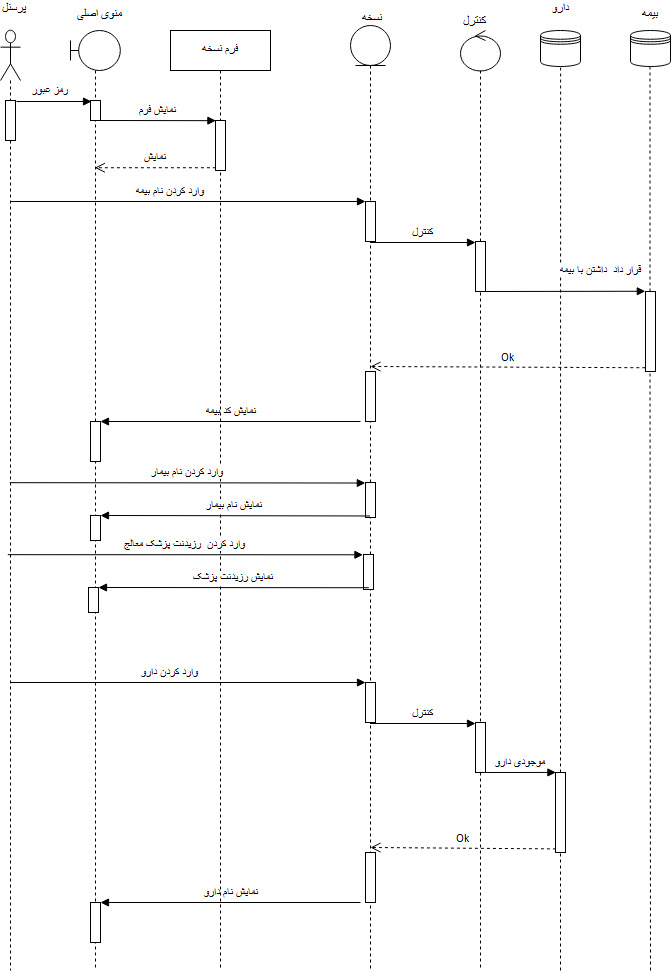 پرسنل
منوی اصلی
فرم نسخه
نسخه
کنترل
دارو
بیمه
رمز عبور
نمایش فرم
نمایش
وارد کردن نام بیمه
کنترل
قرار داد داشتن با بیمه
Ok
نمایش کد بیمه
وارد کردن نام بیمار
نمایش نام بیمار
وارد کردن رزیدنت پزشک معالج
نمایش رزیدنت پزشک
وارد کردن دارو
کنترل
موجودی دارو
Ok
نمایش نام دارو